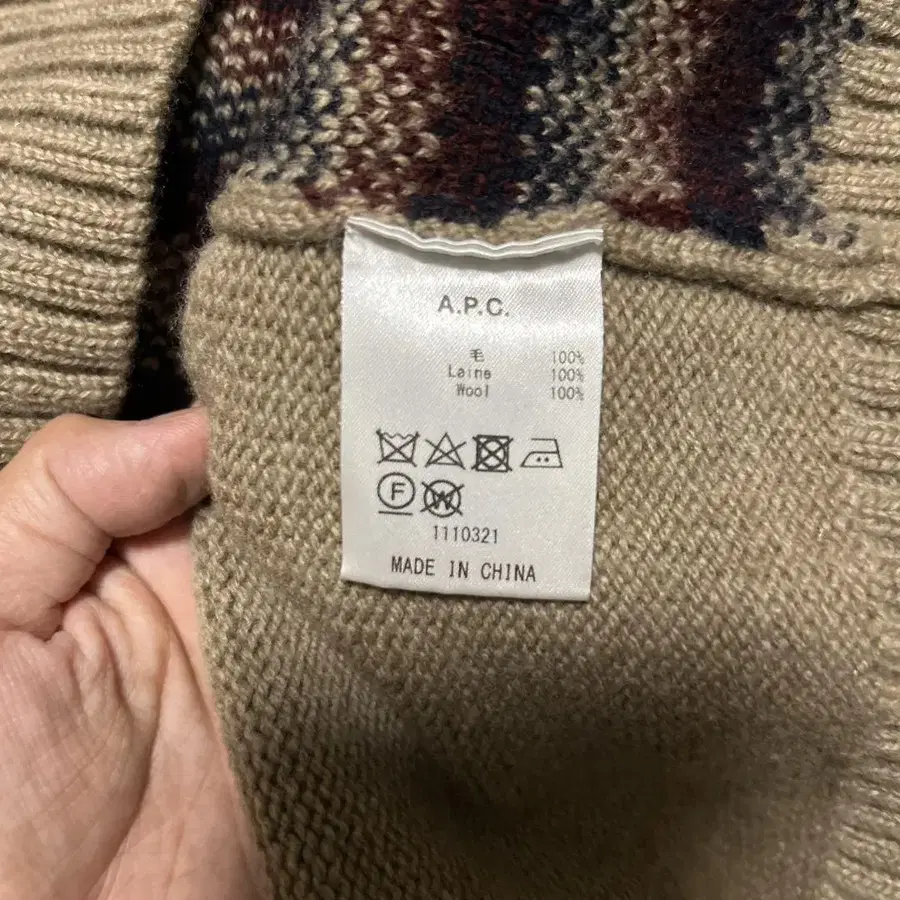 A.P.C.
毛 100%
Laine 100%
Wool 100%
F W
1110321
MADE IN CHINA